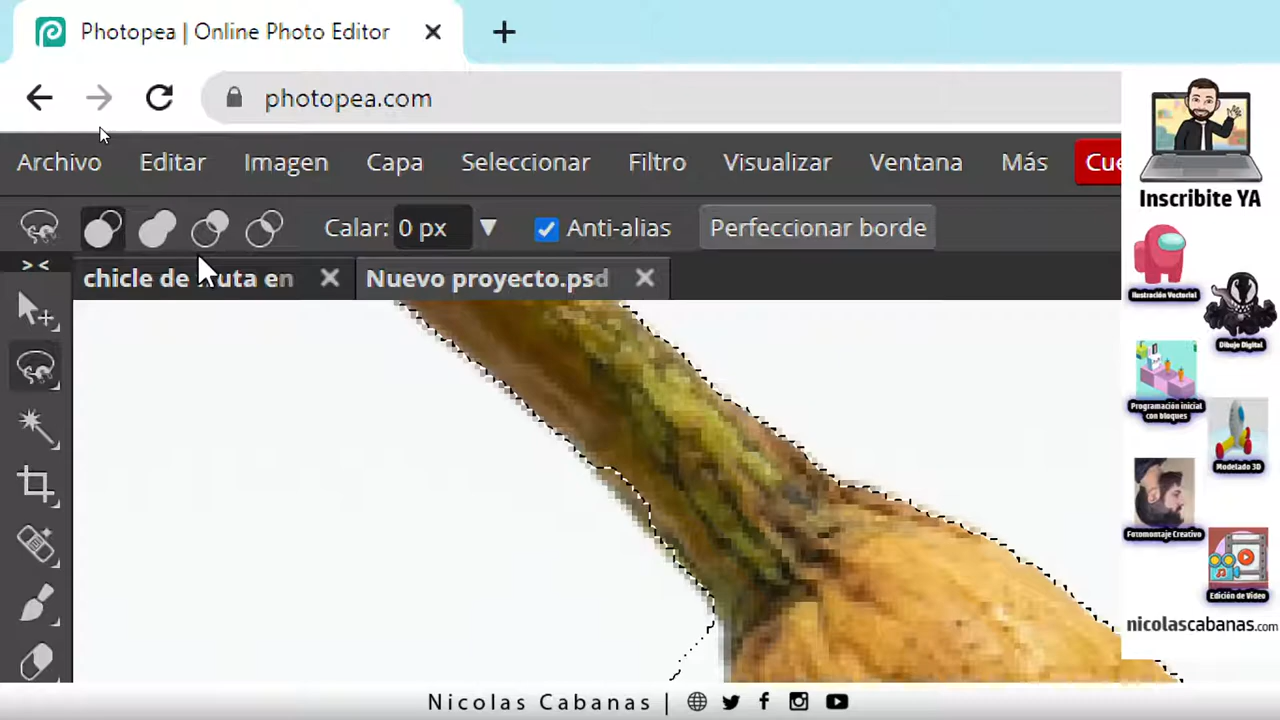 Photopea | Online Photo Editor
photopea.com
Archivo Editar Imagen Capa Seleccionar Filtro Visualizar Ventana Más Cue
Calar: 0 px Anti-alias Perfeccionar borde
> <
chicle de fruta en Nuevo proyecto.psd
Inscribite YA
Ilustración Vectorial
Dibujo Digital
Programación inicial
con bloques
Modelado 3D
Fotomontaje Creativo
Edición de Video
nicolascabanas.com
Nicolas Cabanas |